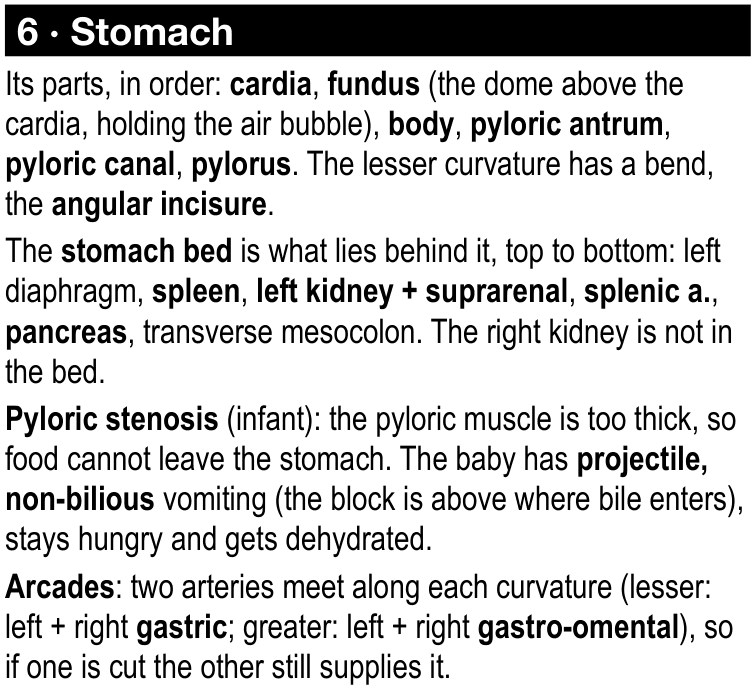 6 · Stomach
Its parts, in order: cardia, fundus (the dome above the
cardia, holding the air bubble), body, pyloric antrum,
pyloric canal, pylorus. The lesser curvature has a bend,
the angular incisure.
The stomach bed is what lies behind it, top to bottom: left
diaphragm, spleen, left kidney + suprarenal, splenic a.,
pancreas, transverse mesocolon. The right kidney is not in
the bed.
Pyloric stenosis (infant): the pyloric muscle is too thick, so
food cannot leave the stomach. The baby has projectile,
non-bilious vomiting (the block is above where bile enters),
stays hungry and gets dehydrated.
Arcades: two arteries meet along each curvature (lesser:
left + right gastric; greater: left + right gastro-omental), so
if one is cut the other still supplies it.